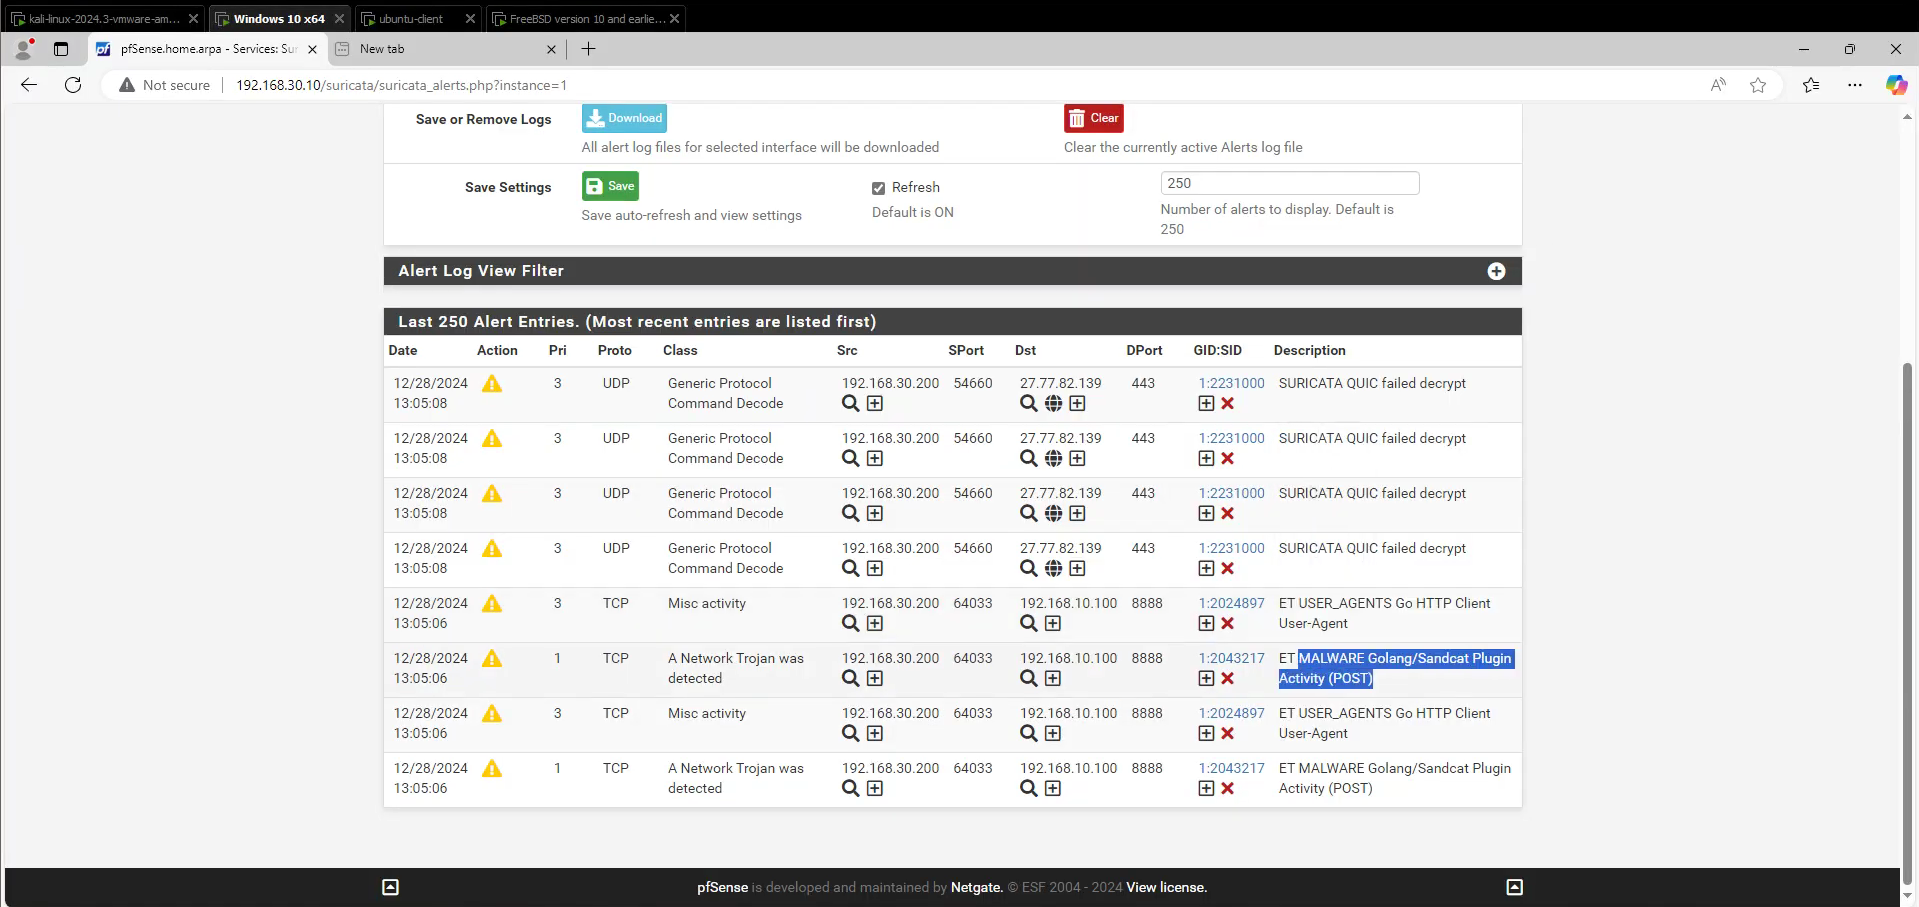 kali-linux-2024.3-vmware-am... Windows 10 x64 ubuntu-client FreeBSD version 10 and earlie...
pfSense.home.arpa - Services: Sur New tab
Not secure 192.168.30.10/suricata/suricata_alerts.php?instance=1
Save or Remove Logs Download Clear
All alert log files for selected interface will be downloaded Clear the currently active Alerts log file
Save Settings Save Refresh 250
Save auto-refresh and view settings Default is ON Number of alerts to display. Default is
250
Alert Log View Filter
Last 250 Alert Entries. (Most recent entries are listed first)
Date Action Pri Proto Class Src SPort Dst DPort GID:SID Description
12/28/2024 3 UDP Generic Protocol 192.168.30.200 54660 27.77.82.139 443 1:2231000 SURICATA QUIC failed decrypt
13:05:08 Command Decode
12/28/2024 3 UDP Generic Protocol 192.168.30.200 54660 27.77.82.139 443 1:2231000 SURICATA QUIC failed decrypt
13:05:08 Command Decode
12/28/2024 3 UDP Generic Protocol 192.168.30.200 54660 27.77.82.139 443 1:2231000 SURICATA QUIC failed decrypt
13:05:08 Command Decode
12/28/2024 3 UDP Generic Protocol 192.168.30.200 54660 27.77.82.139 443 1:2231000 SURICATA QUIC failed decrypt
13:05:08 Command Decode
12/28/2024 3 TCP Misc activity 192.168.30.200 64033 192.168.10.100 8888 1:2024897 ET USER_AGENTS Go HTTP Client
13:05:06 User-Agent
12/28/2024 1 TCP A Network Trojan was 192.168.30.200 64033 192.168.10.100 8888 1:2043217 ET MALWARE Golang/Sandcat Plugin
13:05:06 detected Activity (POST)
12/28/2024 3 TCP Misc activity 192.168.30.200 64033 192.168.10.100 8888 1:2024897 ET USER_AGENTS Go HTTP Client
13:05:06 User-Agent
12/28/2024 1 TCP A Network Trojan was 192.168.30.200 64033 192.168.10.100 8888 1:2043217 ET MALWARE Golang/Sandcat Plugin
13:05:06 detected Activity (POST)
pfSense is developed and maintained by Netgate. © ESF 2004 - 2024 View license.